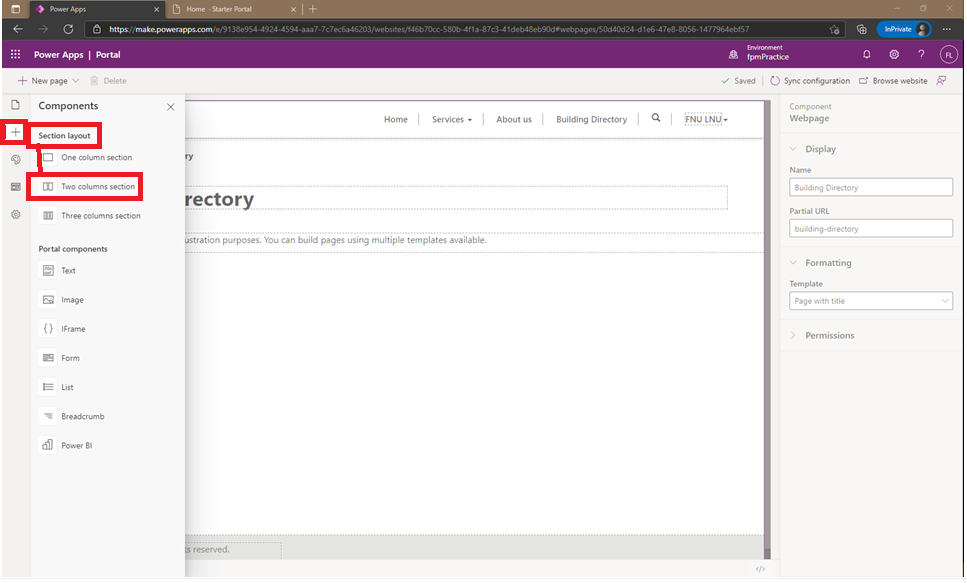 Power Apps
Home - Starter Portal
https://make.powerapps.com/e/9138e954-4924-4594-aaa7-7c7ec6a46203/websites/f46b70cc-580b-4f1a-87c3-41deb48eb90d#webpages/50d40d24-d1e6-47e8-8056-1477964ebf57
InPrivate
Power Apps | Portal
Environment
fpmPractice
FL
New page
Delete
Saved
Sync configuration
Browse website
Components
Section layout
One column section
Two columns section
Three columns section
Portal components
Text
Image
IFrame
Form
List
Breadcrumb
Power BI
Home
Services
About us
Building Directory
FNU LNU
ry
rectory
ustration purposes. You can build pages using multiple templates available.
ts reserved.
Component
Webpage
Display
Name
Building Directory
Partial URL
building-directory
Formatting
Template
Page with title
Permissions